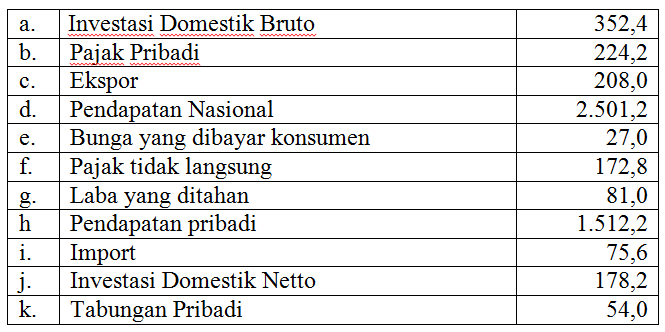 a. Investasi Domestik Bruto 352,4
b. Pajak Pribadi 224,2
c. Ekspor 208,0
d. Pendapatan Nasional 2.501,2
e. Bunga yang dibayar konsumen 27,0
f. Pajak tidak langsung 172,8
g. Laba yang ditahan 81,0
h Pendapatan pribadi 1.512,2
i. Import 75,6
j. Investasi Domestik Netto 178,2
k. Tabungan Pribadi 54,0